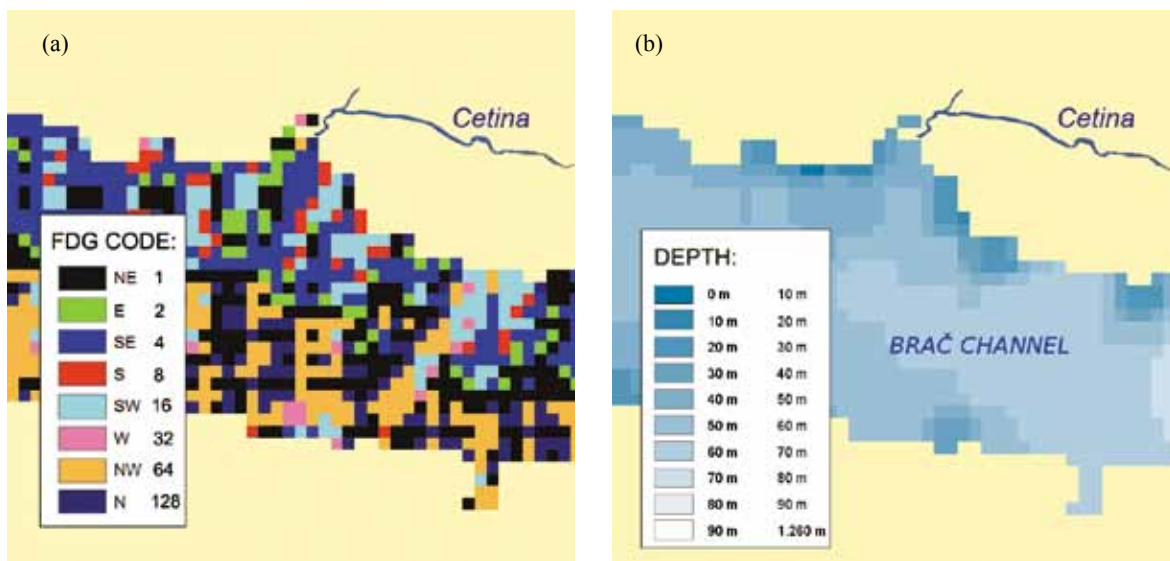 (a)
Cetina
FDG CODE:
NE 1
E 2
SE 4
S 8
SW 16
W 32
NW 64
N 128
(b)
Cetina
BRAČ CHANNEL
DEPTH:
0 m 10 m
10 m 20 m
20 m 30 m
30 m 40 m
40 m 50 m
50 m 60 m
60 m 70 m
70 m 80 m
80 m 90 m
90 m 1.260 m